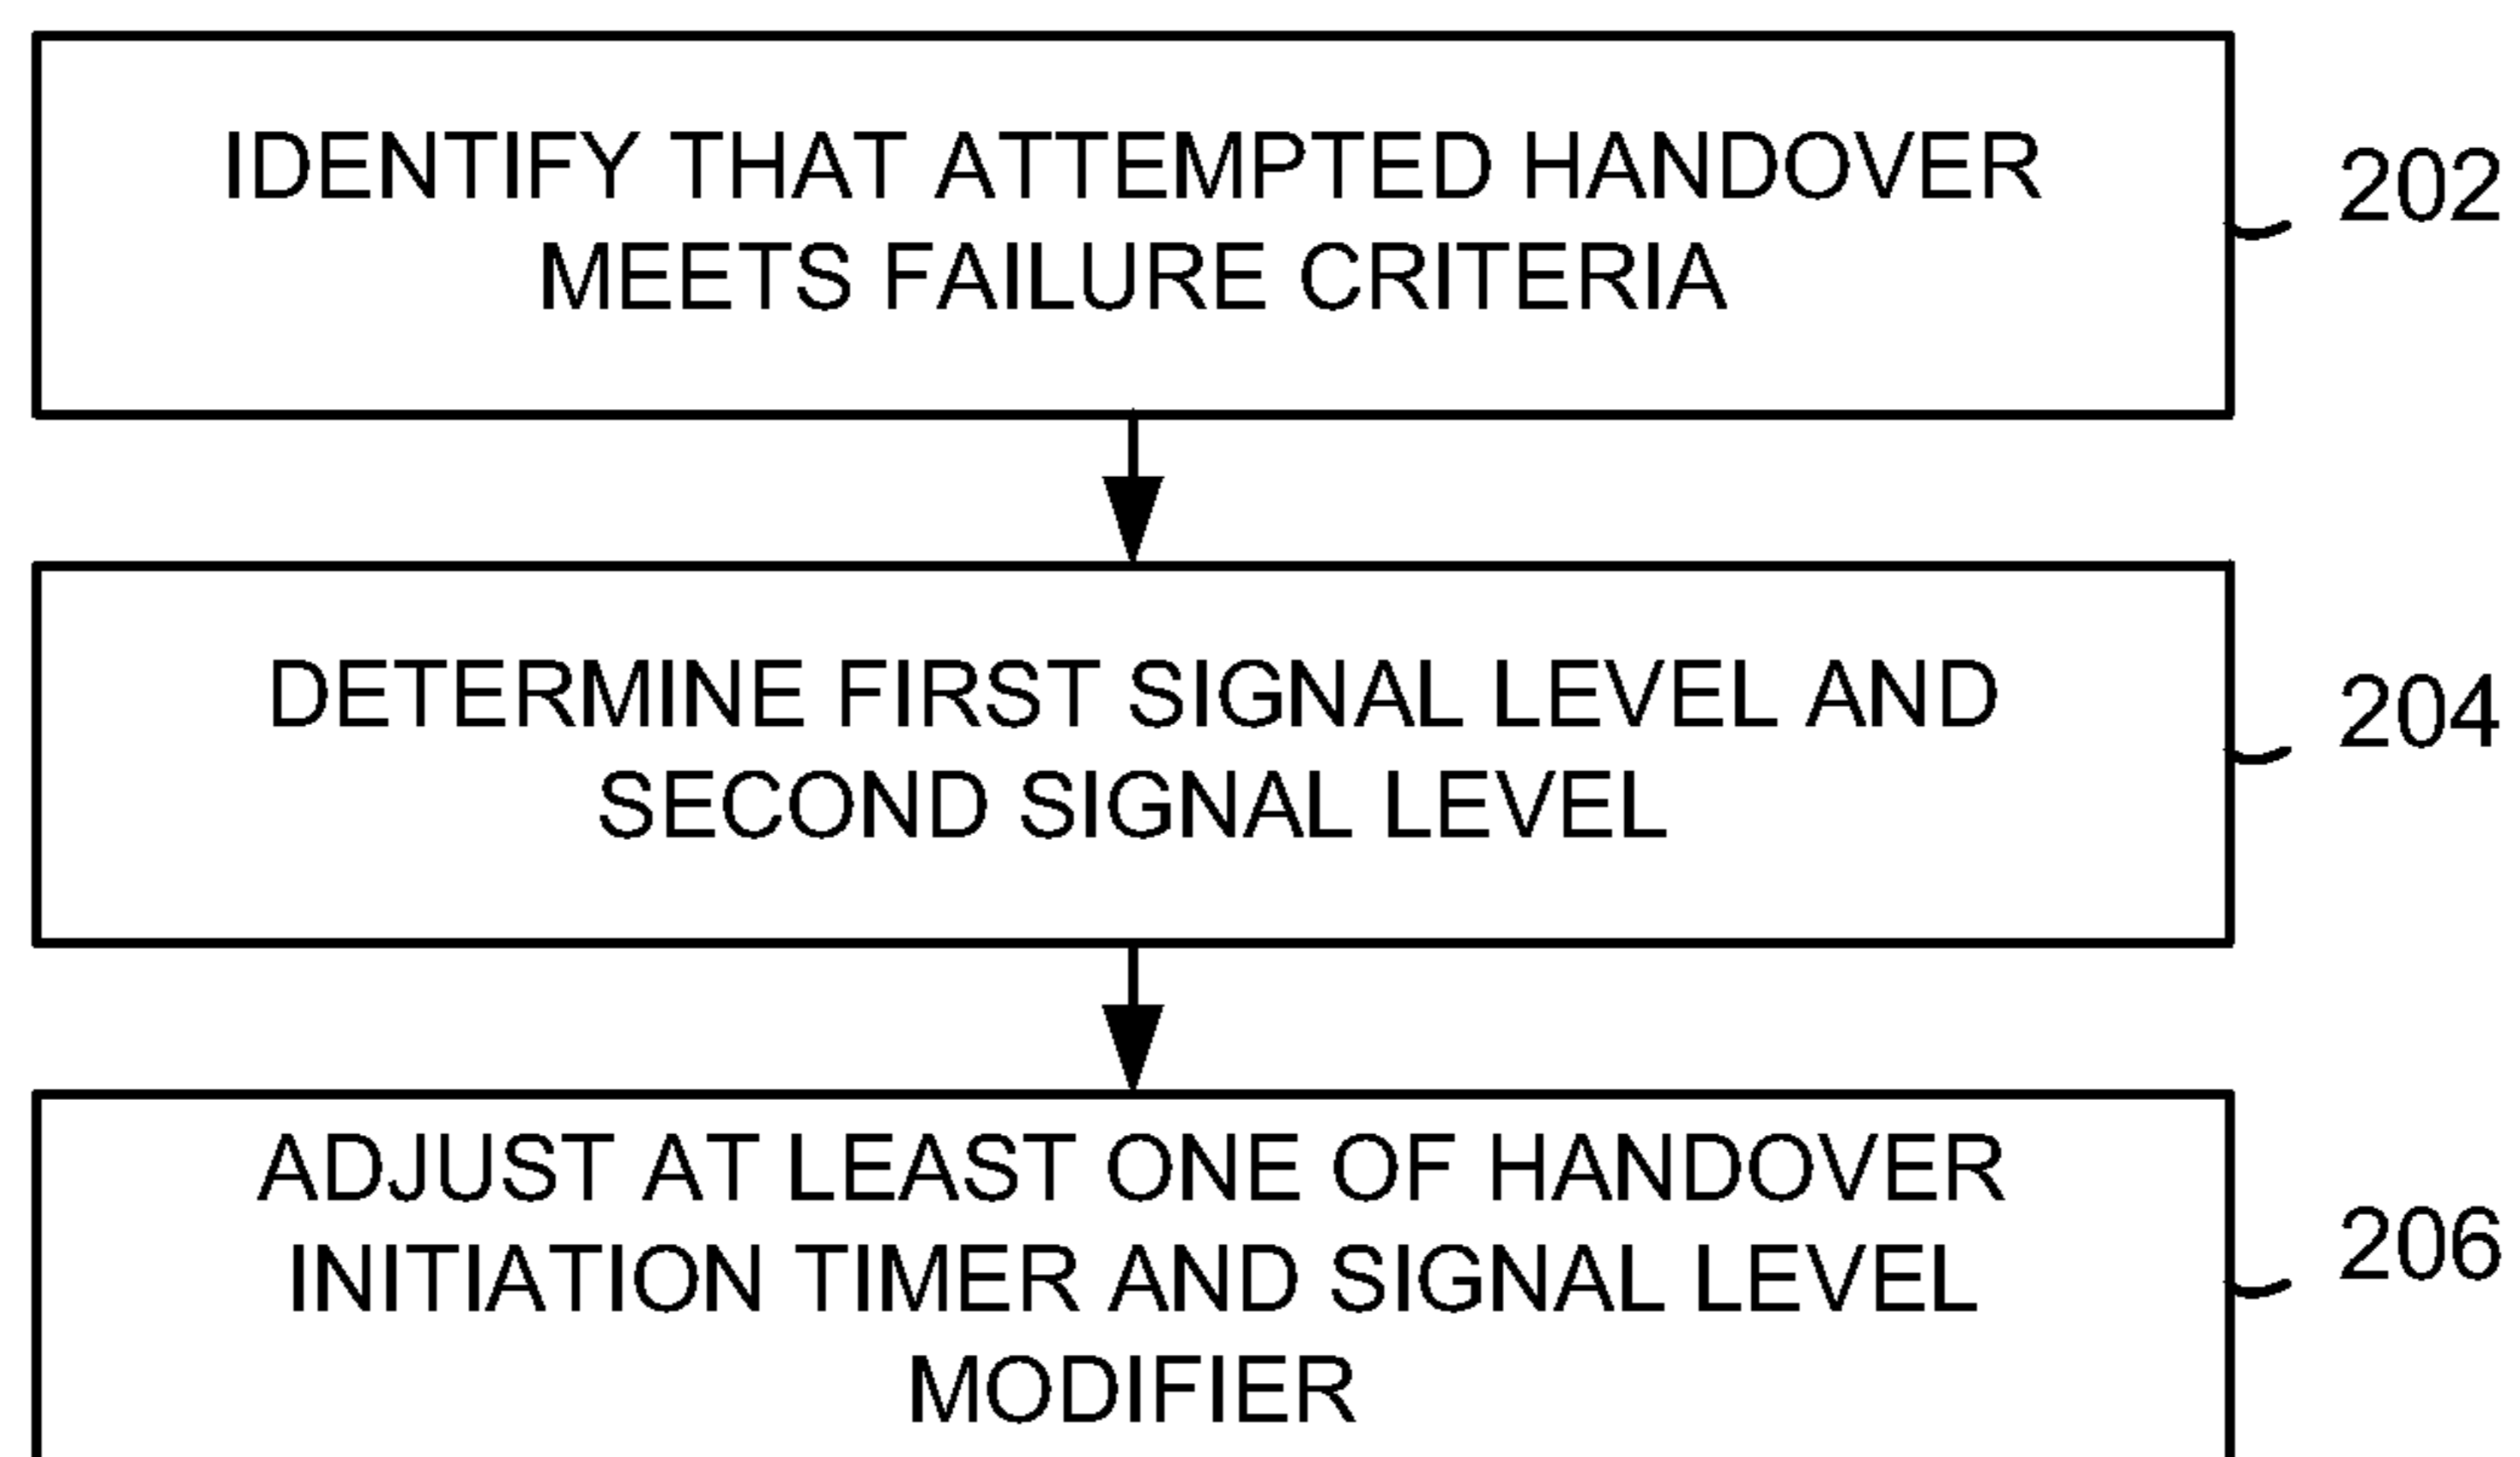 IDENTIFY THAT ATTEMPTED HANDOVER
MEETS FAILURE CRITERIA
202
DETERMINE FIRST SIGNAL LEVEL AND
SECOND SIGNAL LEVEL
204
ADJUST AT LEAST ONE OF HANDOVER
INITIATION TIMER AND SIGNAL LEVEL
MODIFIER
206